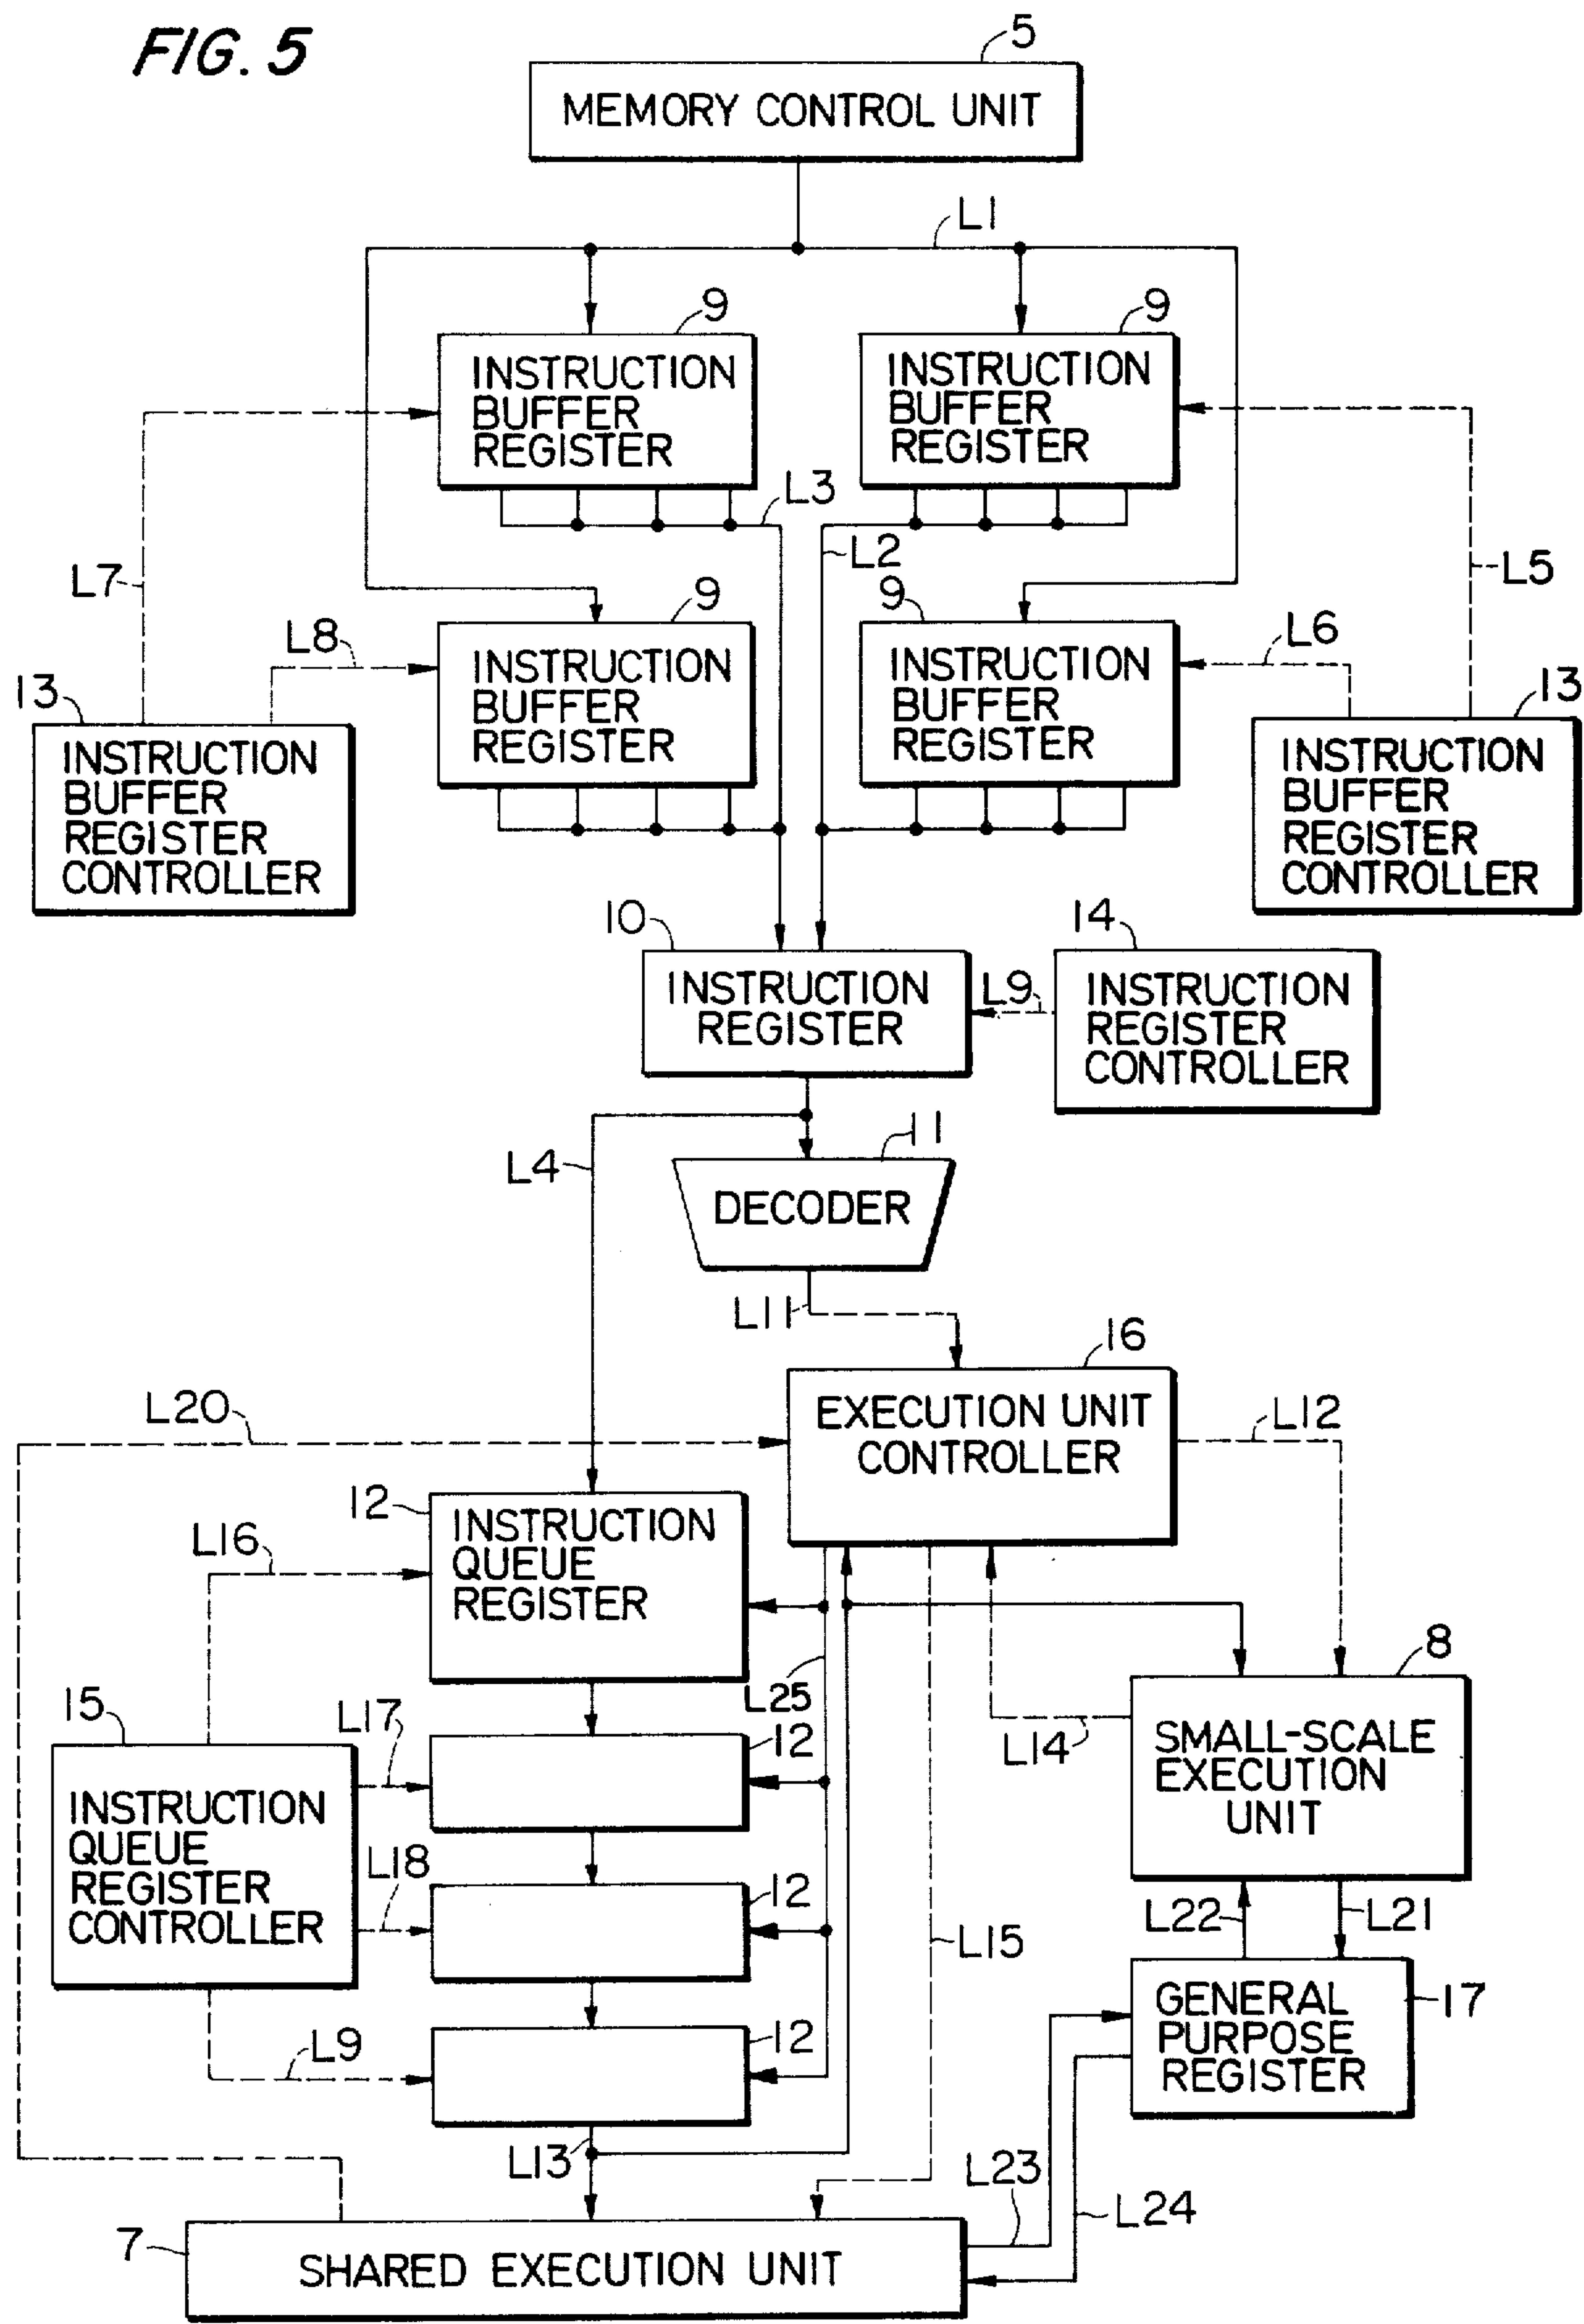 FIG. 5
5
MEMORY CONTROL UNIT
L1
9
INSTRUCTION
BUFFER
REGISTER
9
INSTRUCTION
BUFFER
REGISTER
L3
L2
L7
L5
9
INSTRUCTION
BUFFER
REGISTER
9
INSTRUCTION
BUFFER
REGISTER
L8
L6
13
INSTRUCTION
BUFFER
REGISTER
CONTROLLER
13
INSTRUCTION
BUFFER
REGISTER
CONTROLLER
10
INSTRUCTION
REGISTER
L9
14
INSTRUCTION
REGISTER
CONTROLLER
L4
11
DECODER
L11
16
EXECUTION UNIT
CONTROLLER
L20
L12
12
INSTRUCTION
QUEUE
REGISTER
L16
L25
8
SMALL-SCALE
EXECUTION
UNIT
L14
15
INSTRUCTION
QUEUE
REGISTER
CONTROLLER
L17
12
L18
12
L15
L22
L21
L9
12
GENERAL
PURPOSE
REGISTER
17
L13
L23
L24
7
SHARED EXECUTION UNIT